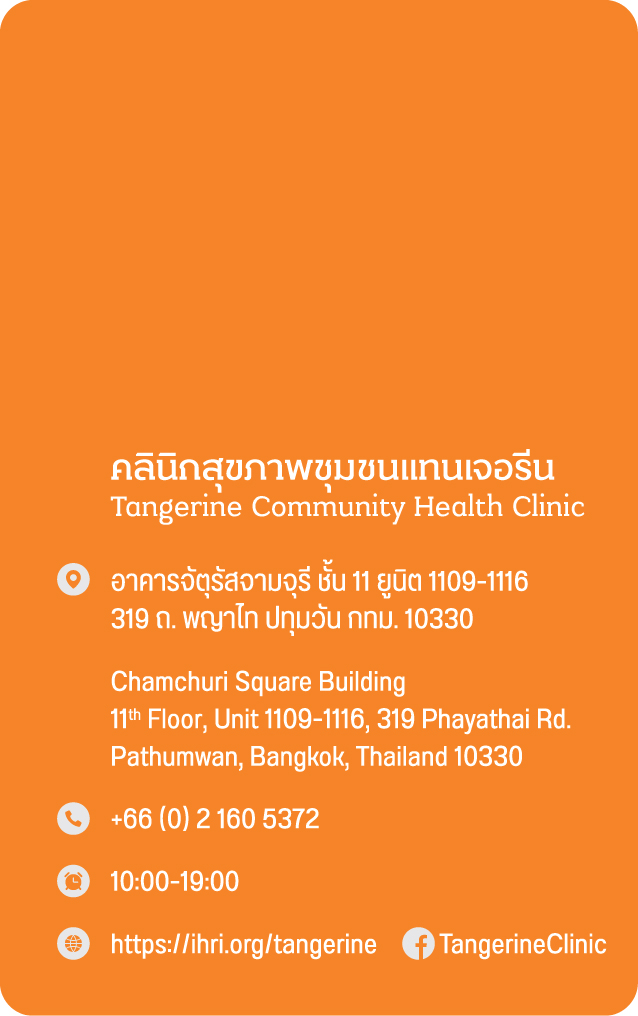 คลินิกสุขภาพชุมชนแทนเจอรีน
Tangerine Community Health Clinic
อาคารจัตุรัสจามจุรี ชั้น 11 ยูนิต 1109-1116
319 ถ. พญาไท ปทุมวัน กทม. 10330
Chamchuri Square Building
11th Floor, Unit 1109-1116, 319 Phayathai Rd.
Pathumwan, Bangkok, Thailand 10330
+66 (0) 2 160 5372
10:00-19:00
https://ihri.org/tangerine TangerineClinic